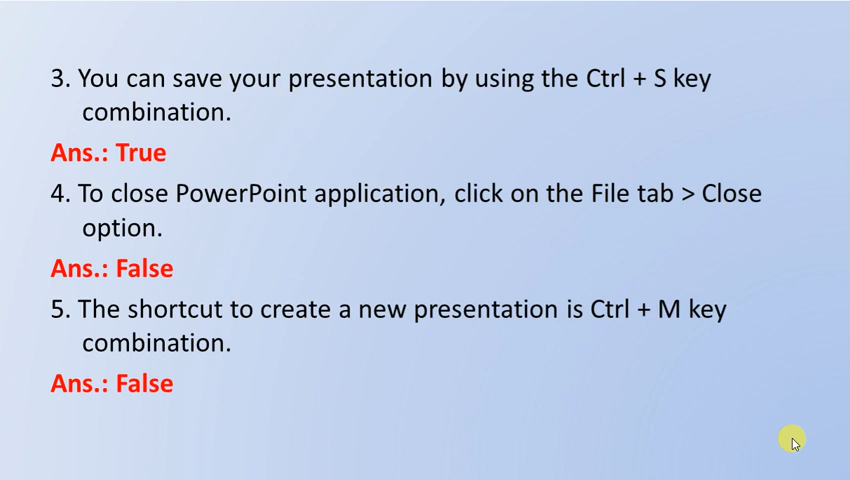 3. You can save your presentation by using the Ctrl + S key
combination.
Ans.: True
4. To close PowerPoint application, click on the File tab > Close
option.
Ans.: False
5. The shortcut to create a new presentation is Ctrl + M key
combination.
Ans.: False